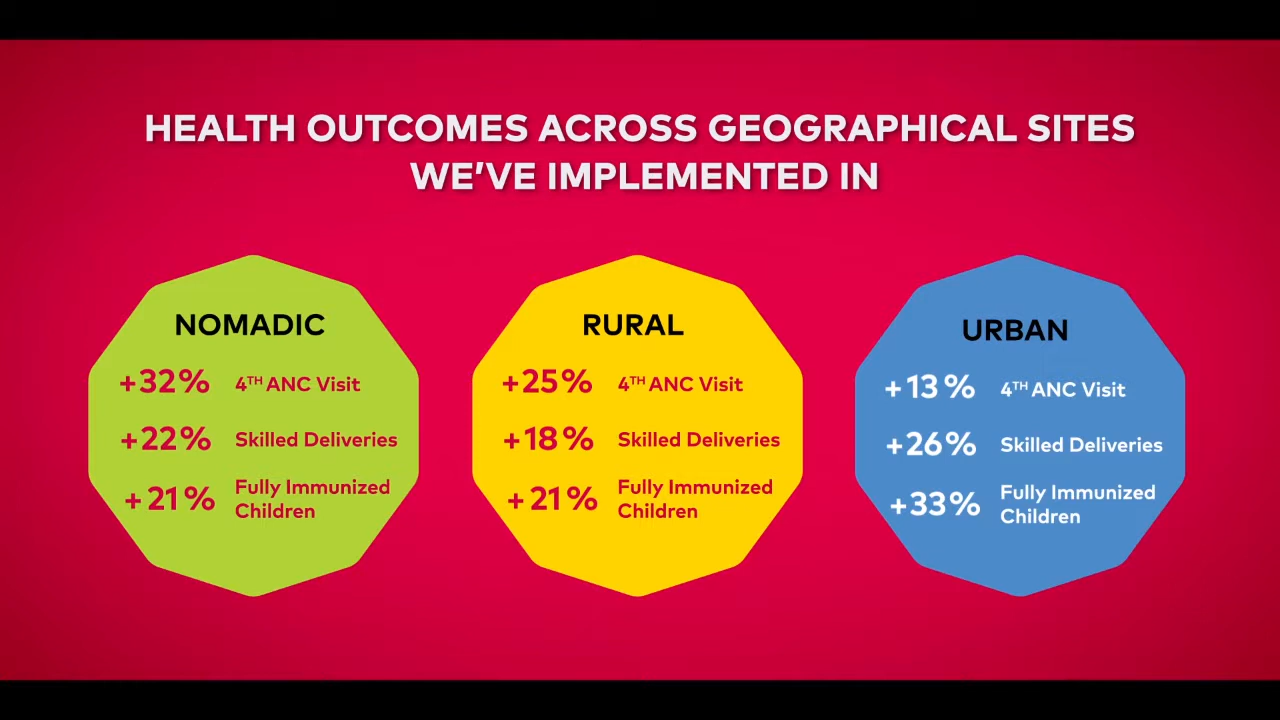 HEALTH OUTCOMES ACROSS GEOGRAPHICAL SITES
WE'VE IMPLEMENTED IN
NOMADIC
+32% 4TH ANC Visit
+22% Skilled Deliveries
+21% Fully Immunized
Children
RURAL
+25% 4TH ANC Visit
+18% Skilled Deliveries
+21% Fully Immunized
Children
URBAN
+13% 4TH ANC Visit
+26% Skilled Deliveries
+33% Fully Immunized
Children